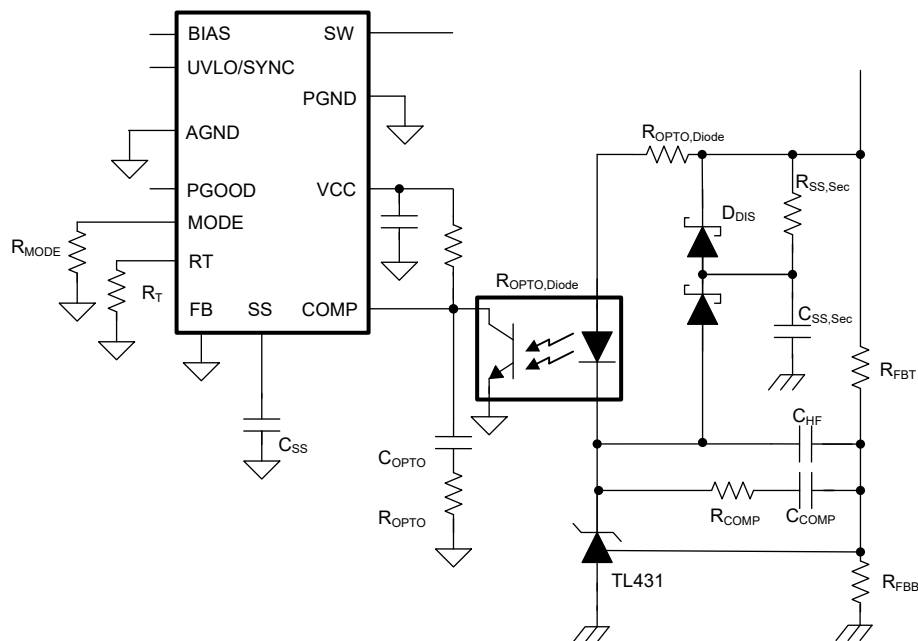 BIAS
SW
UVLO/SYNC
PGND
AGND
PGOOD
VCC
MODE
RT
FB
SS
COMP
RMODE
RT
CSS
COPTO
ROPTO
ROPTO,Diode
ROPTO,Diode
DDIS
RSS,Sec
CSS,Sec
RFBT
CHF
RCOMP
CCOMP
TL431
RFBB